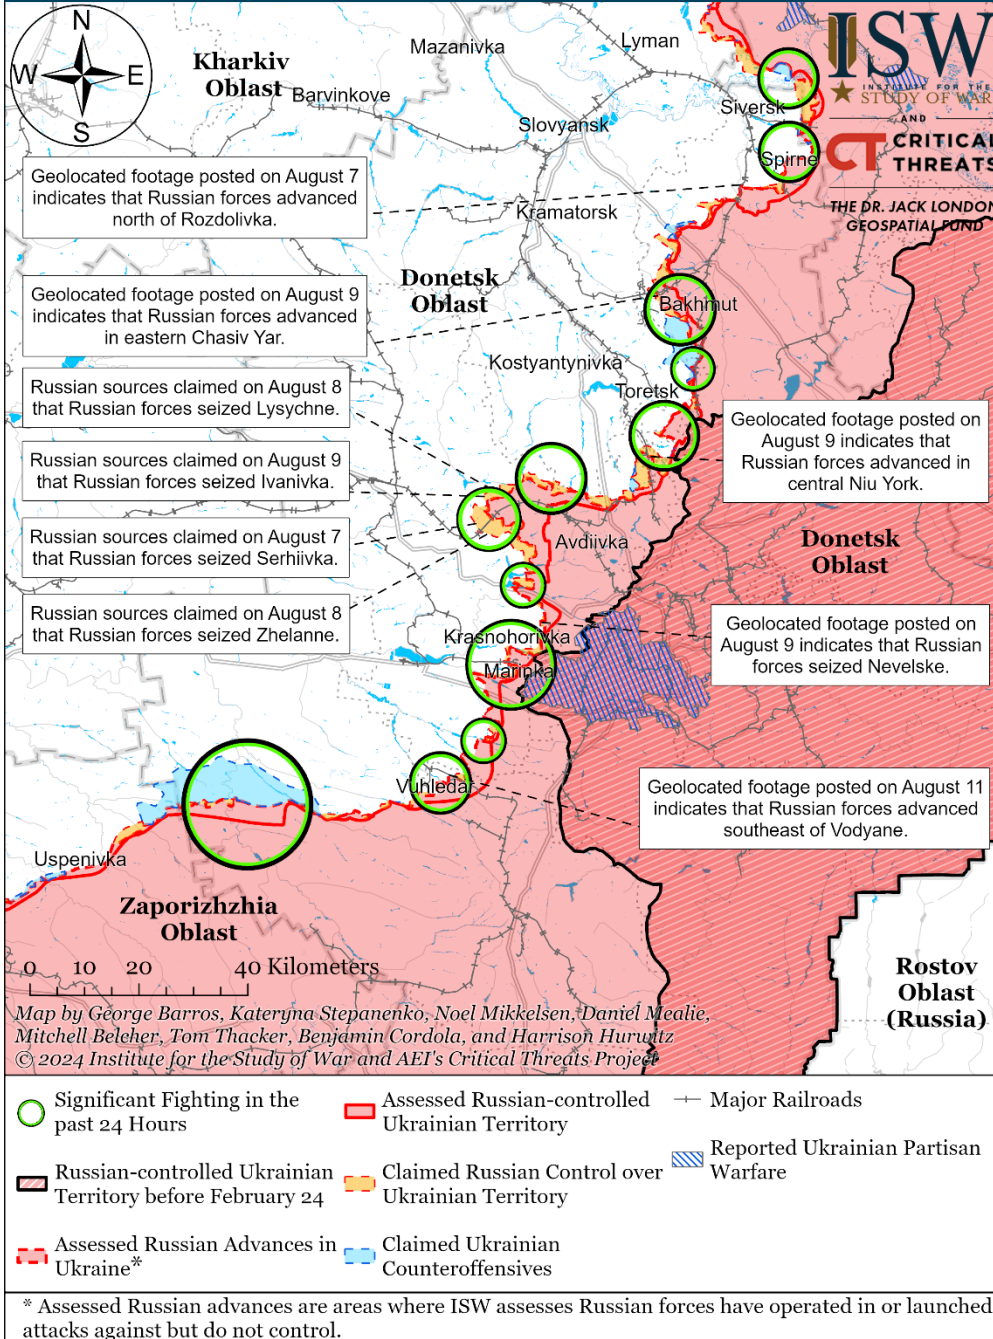 N
W
E
S
Kharkiv
Oblast
Mazanivka
Lyman
Barvinkove
Slovyansk
Siversk
ISW
INSTITUTE FOR THE
STUDY OF WAR
AND
CT CRITICAL
THREATS
THE DR. JACK LONDON
GEOSPATIAL FUND
Spirne
Geolocated footage posted on August 7
indicates that Russian forces advanced
north of Rozdolivka.
Kramatorsk
Donetsk
Oblast
Geolocated footage posted on August 9
indicates that Russian forces advanced
in eastern Chasiv Yar.
Bakhmut
Kostyantynivka
Toretsk
Russian sources claimed on August 8
that Russian forces seized Lysychne.
Geolocated footage posted on
August 9 indicates that
Russian forces advanced in
central Niu York.
Russian sources claimed on August 9
that Russian forces seized Ivanivka.
Russian sources claimed on August 7
that Russian forces seized Serhiivka.
Avdiivka
Donetsk
Oblast
Russian sources claimed on August 8
that Russian forces seized Zhelanne.
Krasnohorivka
Marinka
Geolocated footage posted on
August 9 indicates that Russian
forces seized Nevelske.
Vuhledar
Geolocated footage posted on August 11
indicates that Russian forces advanced
southeast of Vodyane.
Uspenivka
Zaporizhzhia
Oblast
Rostov
Oblast
(Russia)
0 10 20 40 Kilometers
Map by George Barros, Kateryna Stepanenko, Noel Mikkelsen, Daniel Mealie,
Mitchell Belcher, Tom Thacker, Benjamin Cordola, and Harrison Hurwitz
© 2024 Institute for the Study of War and AEI's Critical Threats Project
Significant Fighting in the
past 24 Hours
Assessed Russian-controlled
Ukrainian Territory
Major Railroads
Russian-controlled Ukrainian
Territory before February 24
Claimed Russian Control over
Ukrainian Territory
Reported Ukrainian Partisan
Warfare
Assessed Russian Advances in
Ukraine*
Claimed Ukrainian
Counteroffensives
* Assessed Russian advances are areas where ISW assesses Russian forces have operated in or launched
attacks against but do not control.